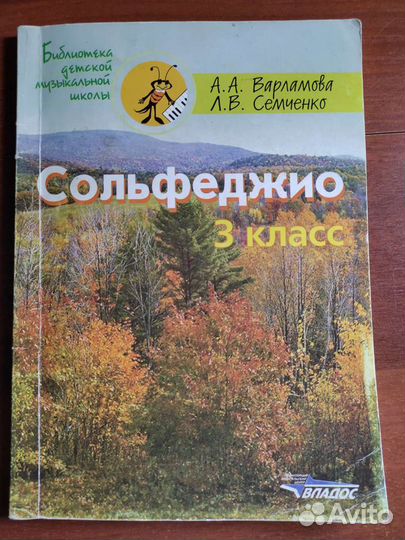 Библиотека
детской
музыкальной
школы
А.А. Варламова
Л.В. Семченко
Сольфеджио
3 класс
ВЛАДОС
Avito